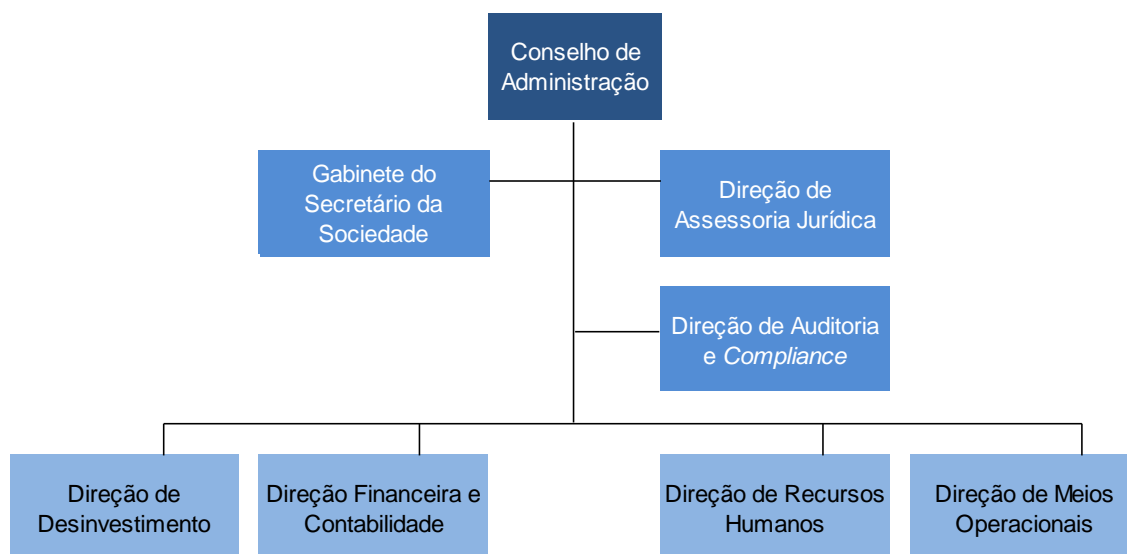 Conselho de
Administração
Gabinete do
Secretário da
Sociedade
Direção de
Assessoria Jurídica
Direção de Auditoria
e Compliance
Direção de
Desinvestimento
Direção Financeira e
Contabilidade
Direção de Recursos
Humanos
Direção de Meios
Operacionais